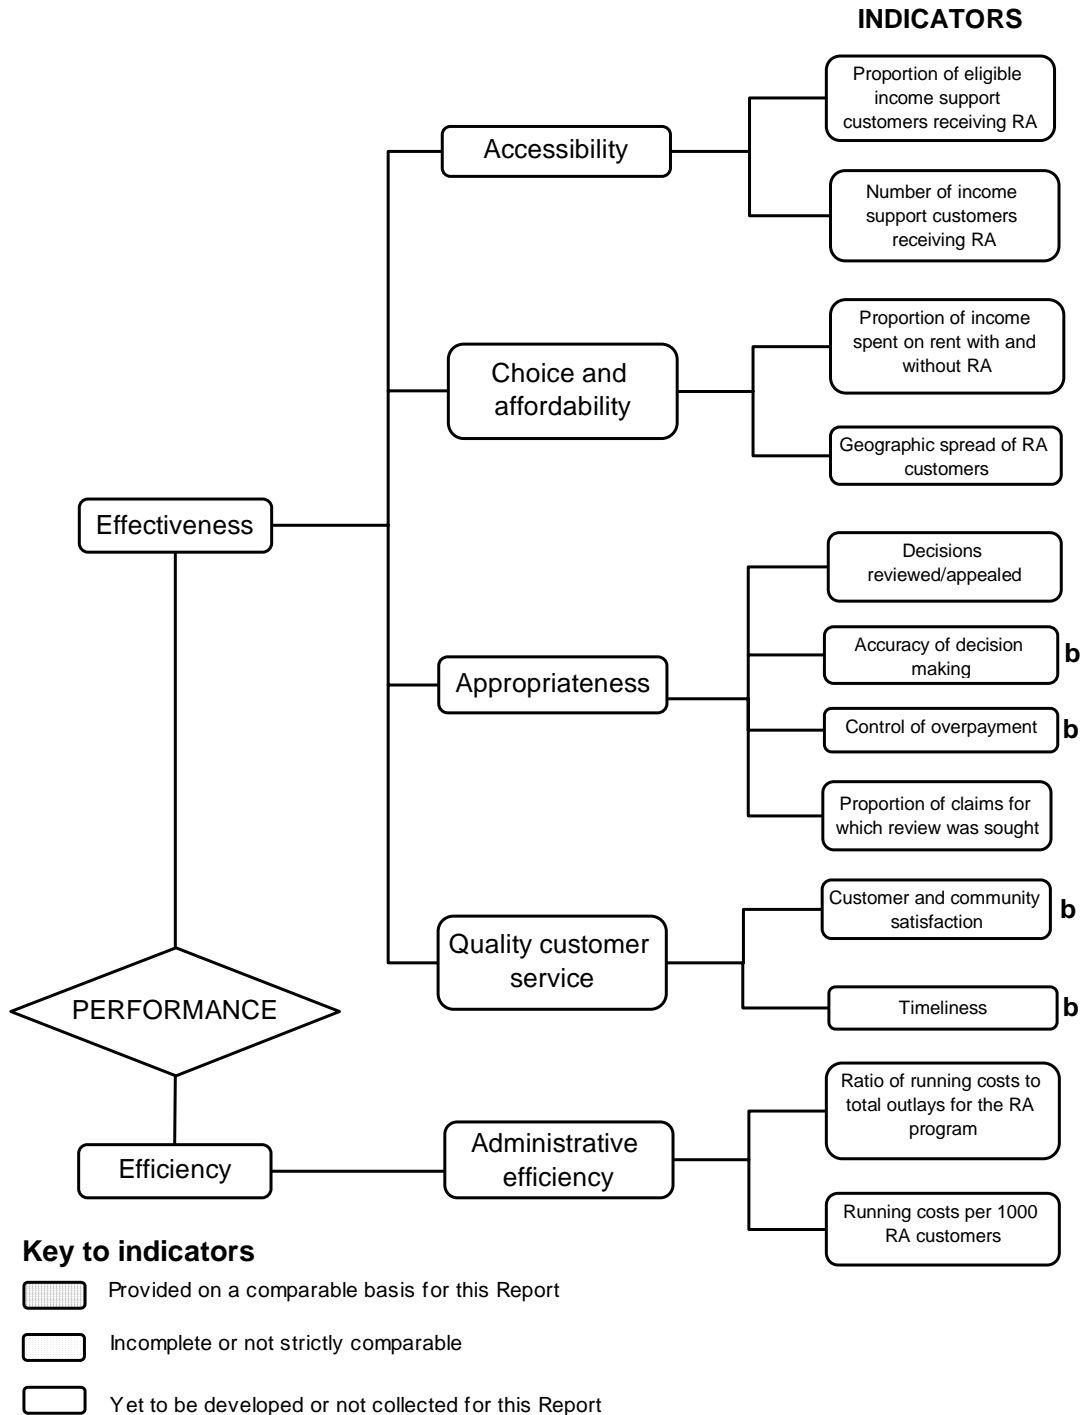 INDICATORS
Proportion of eligible
income support
customers receiving RA
Accessibility
Number of income
support customers
receiving RA
Proportion of income
spent on rent with and
without RA
Choice and
affordability
Geographic spread of RA
customers
Effectiveness
Decisions
reviewed/appealed
Accuracy of decision
making
b
Appropriateness
Control of overpayment
b
Proportion of claims for
which review was sought
Customer and community
satisfaction
b
Quality customer
service
Timeliness
b
PERFORMANCE
Ratio of running costs to
total outlays for the RA
program
Administrative
efficiency
Efficiency
Running costs per 1000
RA customers
Key to indicators
Provided on a comparable basis for this Report
Incomplete or not strictly comparable
Yet to be developed or not collected for this Report